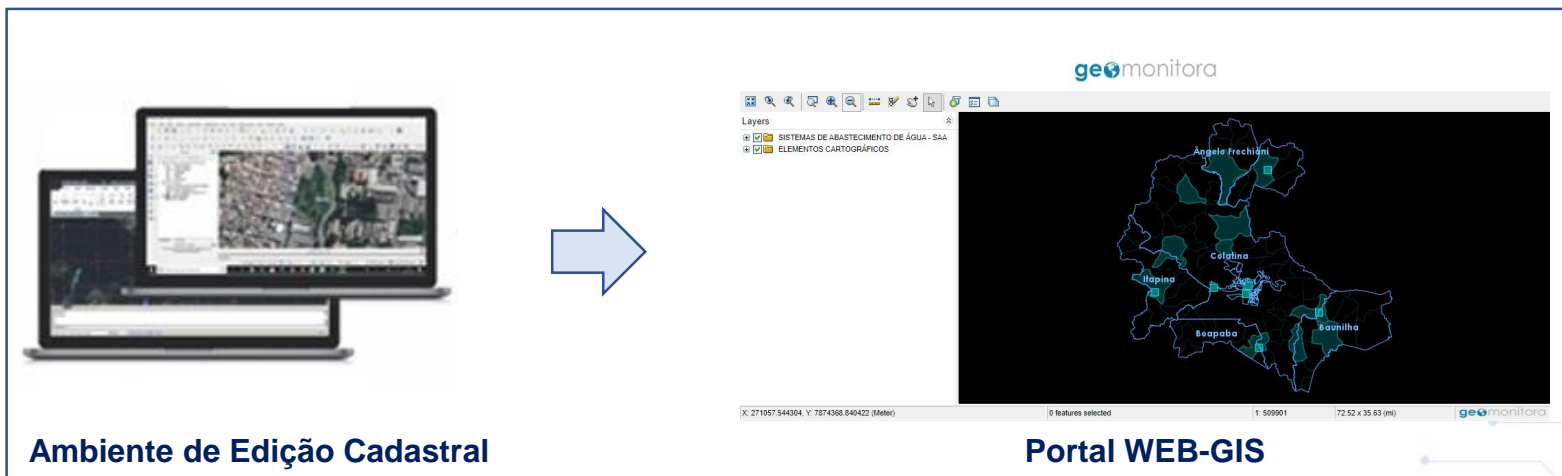 geomonitora
Layers
SISTEMAS DE ABASTECIMENTO DE ÁGUA - SAA
ELEMENTOS CARTOGRÁFICOS
Ângelo Frechiani
Colatina
Itapina
Boapaba
Baunilha
X: 271057.544304, Y: 7874368.840422 (Meter)
0 features selected
1: 509901
72.52 x 35.63 (mi)
geomonitora
Ambiente de Edição Cadastral
Portal WEB-GIS